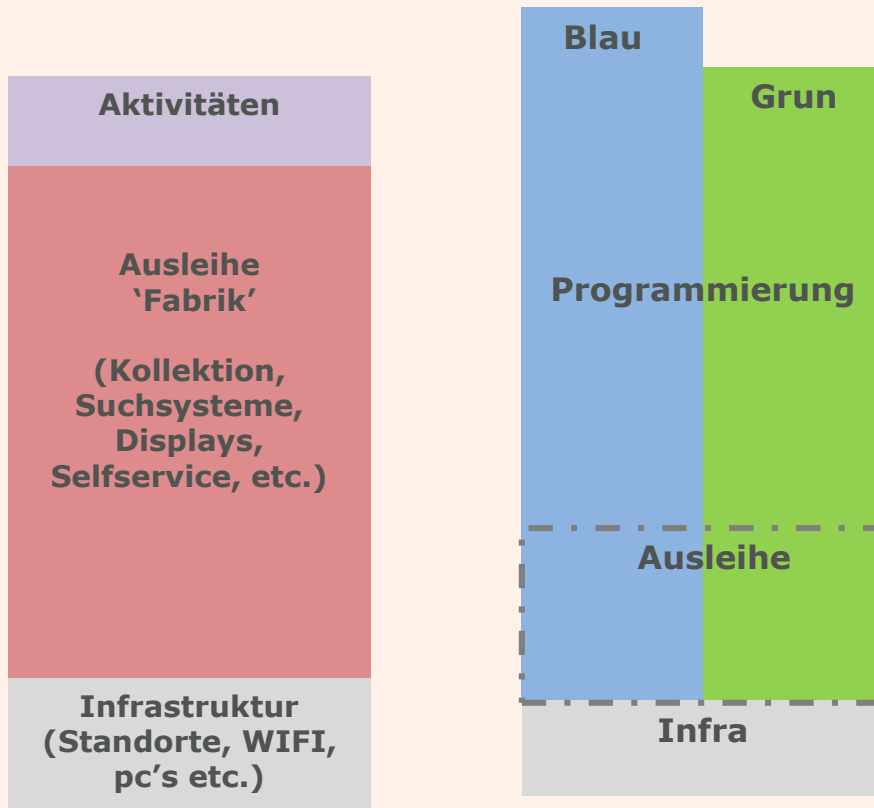 Aktivitäten
Ausleihe
‘Fabrik’
(Kollektion,
Suchsysteme,
Displays,
Selfservice, etc.)
Infrastruktur
(Standorte, WIFI,
pc’s etc.)
Blau
Grun
Programmierung
Ausleihe
Infra